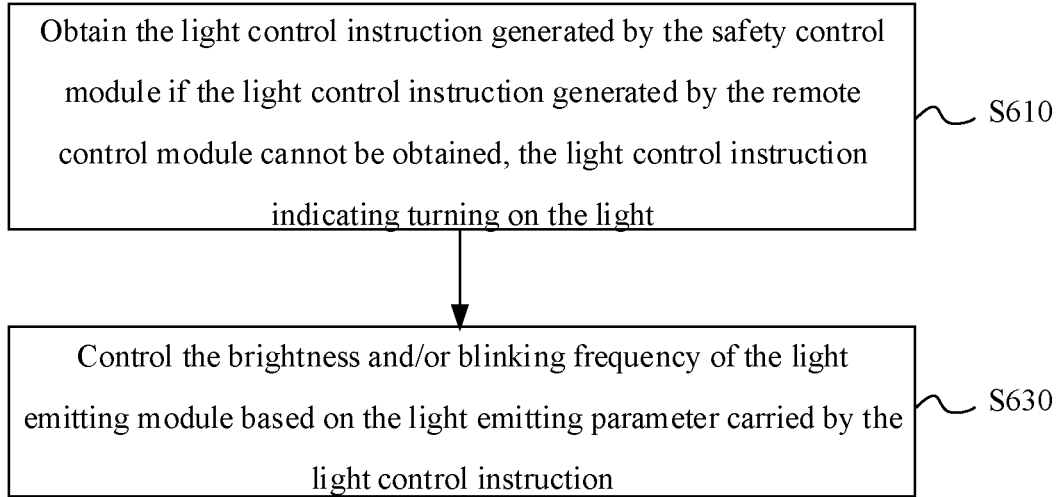 Obtain the light control instruction generated by the safety control
module if the light control instruction generated by the remote
control module cannot be obtained, the light control instruction
indicating turning on the light
S610
Control the brightness and/or blinking frequency of the light
emitting module based on the light emitting parameter carried by the
light control instruction
S630